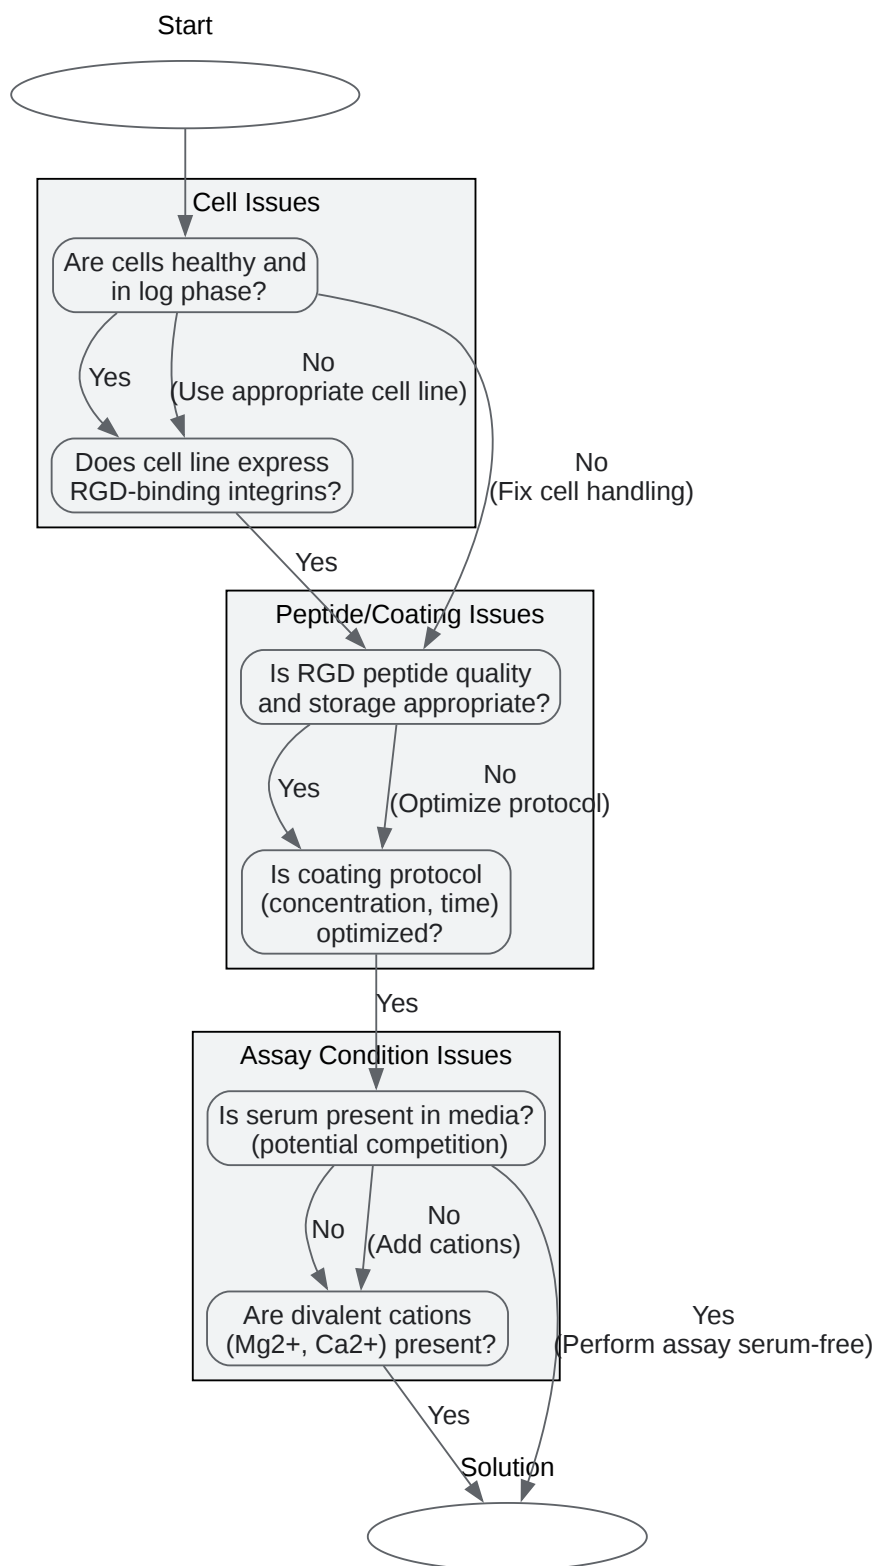 Start
Cell Issues
Are cells healthy and
in log phase?
Yes
No
(Use appropriate cell line)
Does cell line express
RGD-binding integrins?
No
(Fix cell handling)
Yes
Peptide/Coating Issues
Is RGD peptide quality
and storage appropriate?
Yes
No
(Optimize protocol)
Is coating protocol
(concentration, time)
optimized?
Yes
Assay Condition Issues
Is serum present in media?
(potential competition)
No
No
(Add cations)
Are divalent cations
(Mg2+, Ca2+) present?
Yes
(Perform assay serum-free)
Yes
Solution